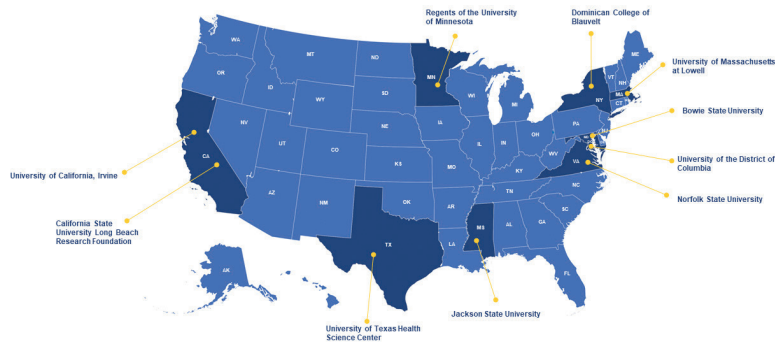 Regents of the University
of Minnesota
Dominican College of
Blauvelt
University of Massachusetts
at Lowell
Bowie State University
University of the District of
Columbia
Norfolk State University
University of California, Irvine
California State
University Long Beach
Research Foundation
University of Texas Health
Science Center
Jackson State University
WA
OR
CA
NV
ID
MT
WY
UT
CO
AZ
NM
ND
SD
NE
KS
OK
TX
MN
IA
MO
AR
LA
WI
IL
MI
IN
OH
KY
TN
MS
AL
GA
FL
SC
NC
VA
WV
PA
NY
VT
NH
ME
MA
CT
AK